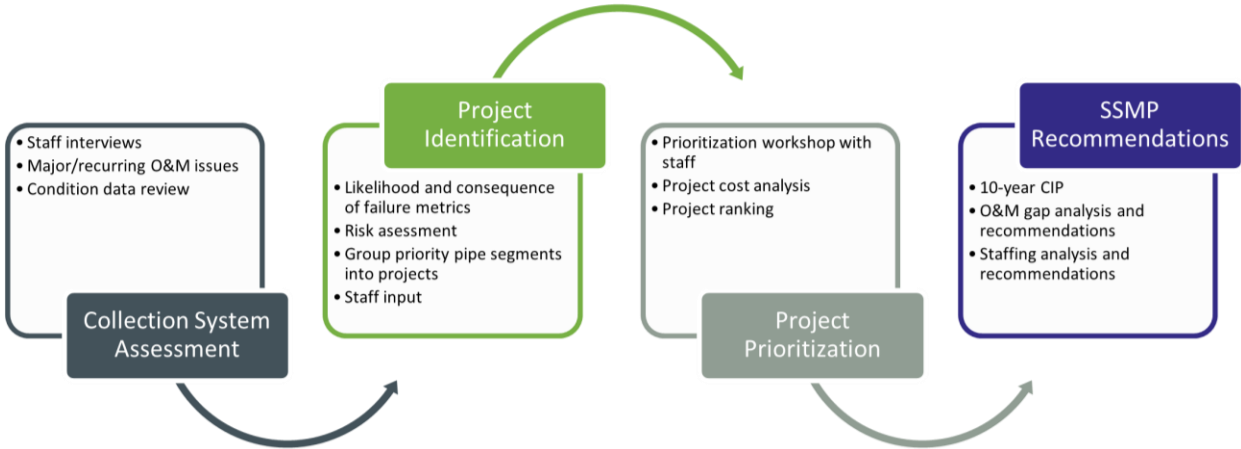 • Staff interviews
• Major/recurring O&M issues
• Condition data review
Collection System
Assessment
Project
Identification
• Likelihood and consequence
of failure metrics
• Risk asessment
• Group priority pipe segments
into projects
• Staff input
• Prioritization workshop with
staff
• Project cost analysis
• Project ranking
Project
Prioritization
SSMP
Recommendations
• 10-year CIP
• O&M gap analysis and
recommendations
• Staffing analysis and
recommendations